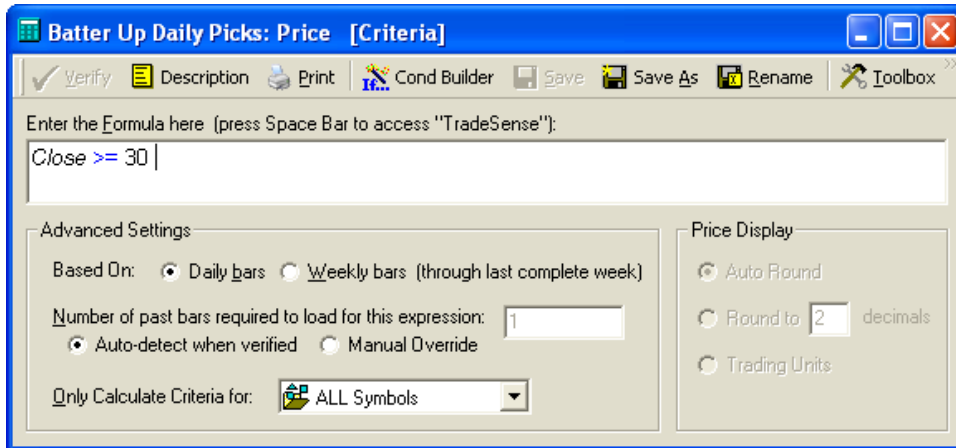 Batter Up Daily Picks: Price [Criteria]
Verify Description Print If... Cond Builder Save Save As Rename Toolbox
Enter the Formula here (press Space Bar to access "TradeSense"):
Close >= 30
Advanced Settings
Based On: Daily bars Weekly bars (through last complete week)
Number of past bars required to load for this expression: 1
Auto-detect when verified Manual Override
Only Calculate Criteria for: ALL Symbols
Price Display
Auto Round
Round to 2 decimals
Trading Units